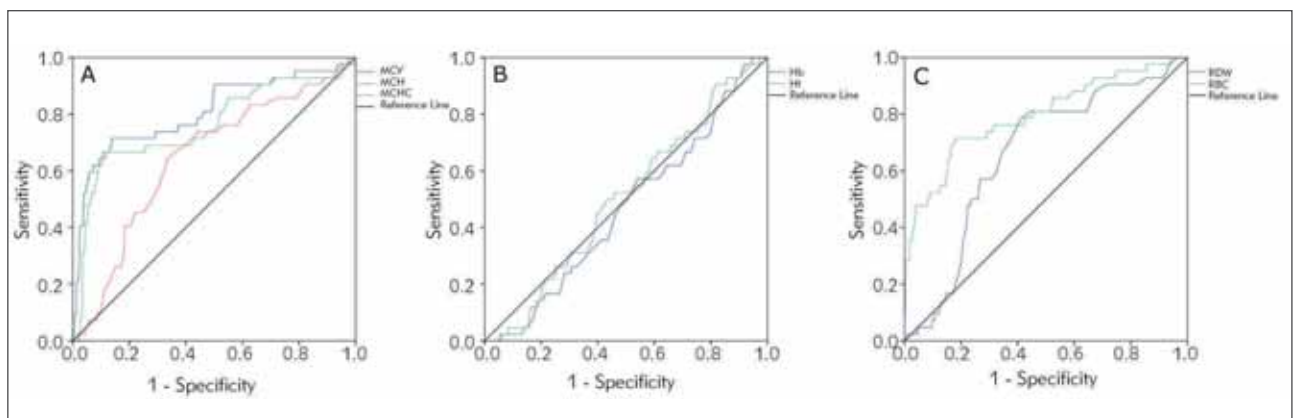 A
1.0
0.8
0.6
0.4
0.2
0.0
0.0 0.2 0.4 0.6 0.8 1.0
Sensitivity
1 - Specificity
MCV
MCH
MCHC
Reference Line
B
1.0
0.8
0.6
0.4
0.2
0.0
0.0 0.2 0.4 0.6 0.8 1.0
Sensitivity
1 - Specificity
Hb
Ht
Reference Line
C
1.0
0.8
0.6
0.4
0.2
0.0
0.0 0.2 0.4 0.6 0.8 1.0
Sensitivity
1 - Specificity
RDW
RBC
Reference Line